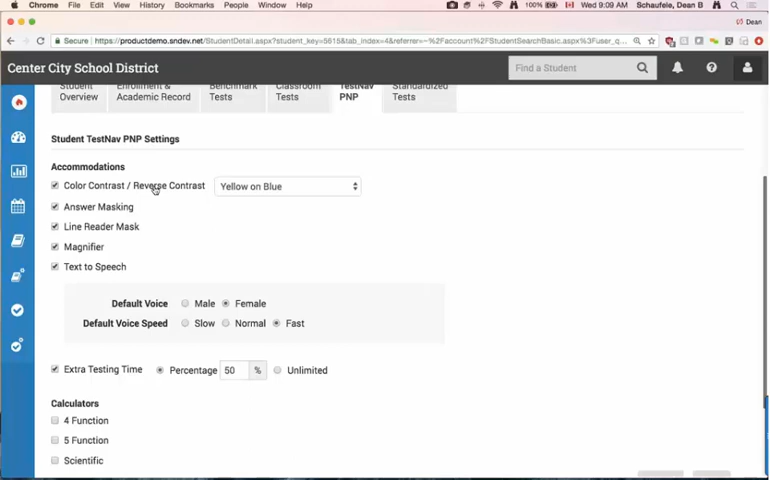 Chrome File Edit View History Bookmarks People Window Help 100% Wed 9:09 AM Schaufele, Dean B
Dean
Secure https://productdemo.sndev.net/StudentDetail.aspx?student_key=5615&tab_index=4&referrer=~%2Faccount%2FStudentSearchBasic.aspx%3Fuser_q...
Center City School District Find a Student
Student Overview Enrollment & Academic Record Benchmark Tests Classroom Tests TestNav PNP Standardized Tests
Student TestNav PNP Settings
Accommodations
Color Contrast / Reverse Contrast Yellow on Blue
Answer Masking
Line Reader Mask
Magnifier
Text to Speech
Default Voice Male Female
Default Voice Speed Slow Normal Fast
Extra Testing Time Percentage 50 % Unlimited
Calculators
4 Function
5 Function
Scientific